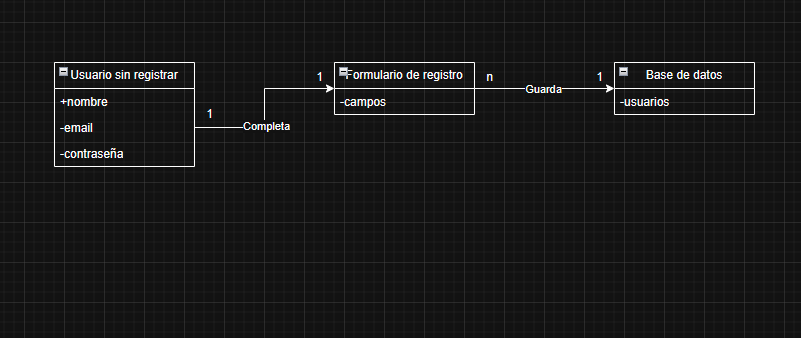 Usuario sin registrar
+nombre
-email
-contraseña
1
Completa
1
Formulario de registro
-campos
n
Guarda
1
Base de datos
-usuarios